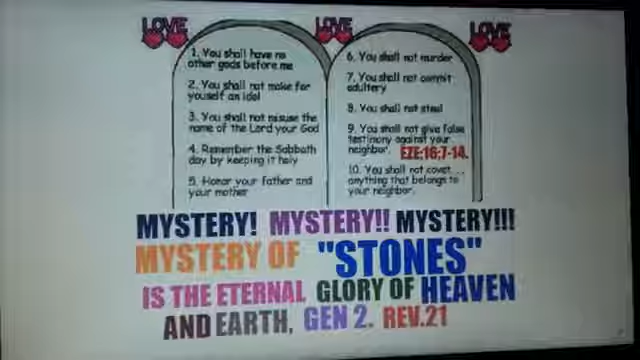 LOVE LOVE LOVE
1. You shall have no
other gods before me
2. You shall not make for
youself an idol
3. You shall not misuse the
name of the Lord your God
4. Remember the Sabbath
day by keeping it holy
5. Honor your father and
your mother
6. You shall not murder
7. You shall not commit
adultery
8. You shall not steal
9. You shall not give false
testimony against your
neighbor. EZE:16;7-14.
10. You shall not covet...
anything that belongs to
your neighbor.
MYSTERY! MYSTERY!! MYSTERY!!!
MYSTERY OF "STONES"
IS THE ETERNAL GLORY OF HEAVEN
AND EARTH, GEN 2. REV.21